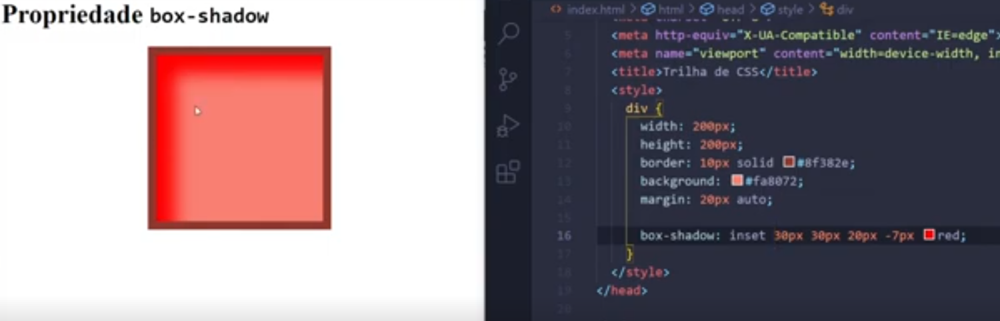 Propriedade box-shadow
index.html > html > head > style > div
5 <meta http-equiv="X-UA-Compatible" content="IE=edge">
6 <meta name="viewport" content="width=device-width, in
7 <title>Trilha de CSS</title>
8 <style>
9 div {
10 width: 200px;
11 height: 200px;
12 border: 10px solid #8f382e;
13 background: #fa8072;
14 margin: 20px auto;
15
16 box-shadow: inset 30px 30px 20px -7px red;
17 }
18 </style>
19 </head>
20